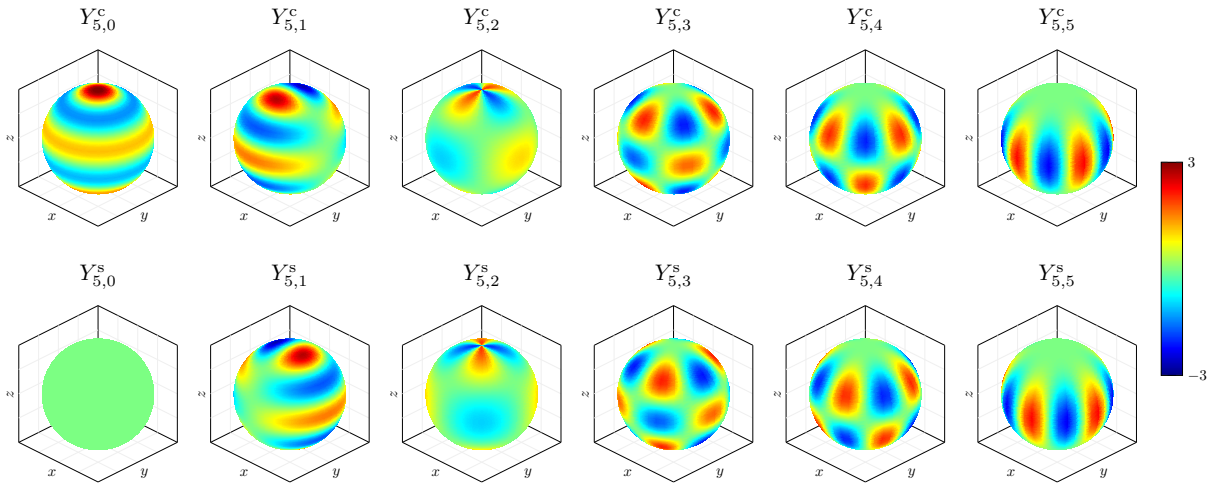 Y^c_{5,0} Y^c_{5,1} Y^c_{5,2} Y^c_{5,3} Y^c_{5,4} Y^c_{5,5}
z z z z z z
3
x y x y x y x y x y x y
Y^s_{5,0} Y^s_{5,1} Y^s_{5,2} Y^s_{5,3} Y^s_{5,4} Y^s_{5,5}
−3
z z z z z z
x y x y x y x y x y x y